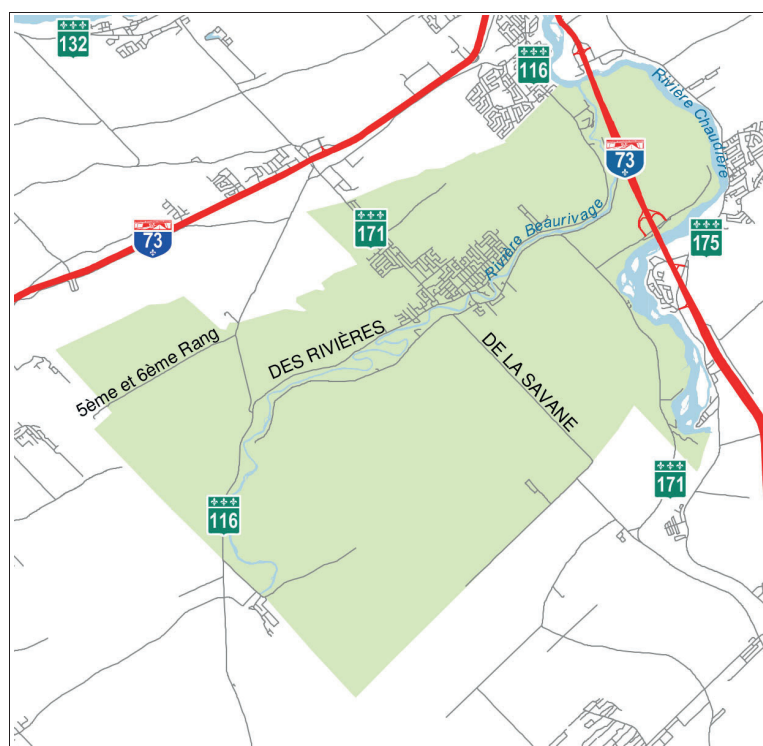 132
116
Rivière Chaudière
73
171
175
73
Rivière Beaurivage
5ème et 6ème Rang
DES RIVIÈRES
DE LA SAVANE
171
116